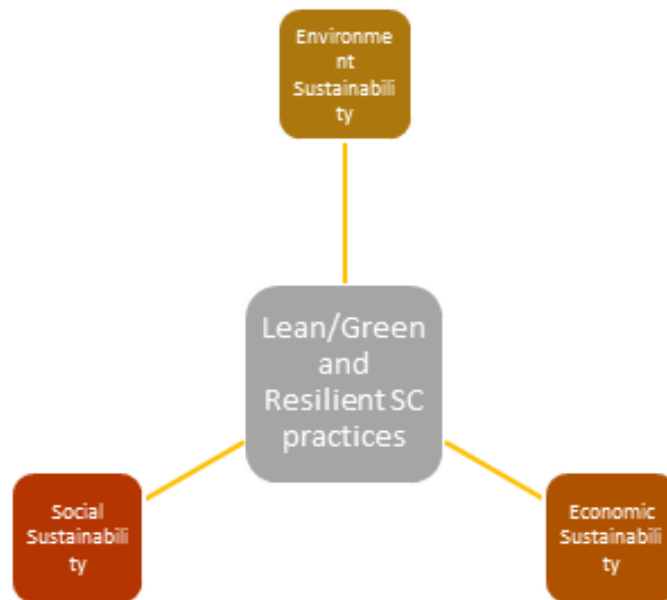 Environme
nt
Sustainabili
ty
Lean/Green
and
Resilient SC
practices
Social
Sustainabili
ty
Economic
Sustainabili
ty